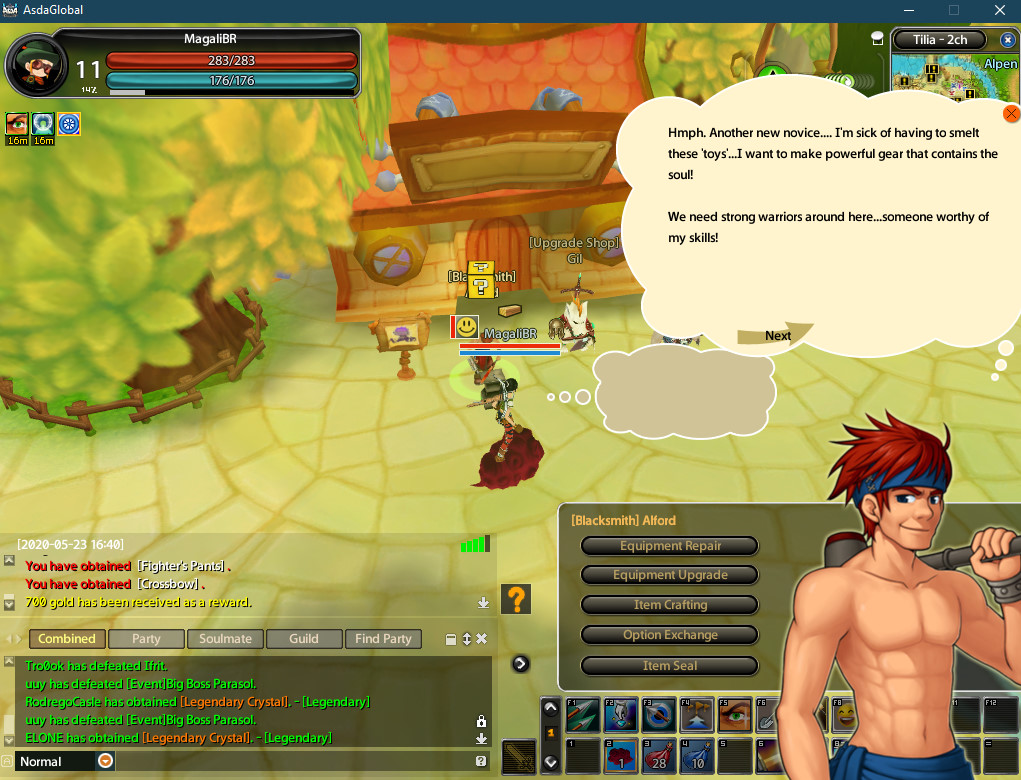 AsdaGlobal
MagaliBR
11
14%
283/283
176/176
16m
16m
Tilia - 2ch
Alpen
Hmph. Another new novice.... I'm sick of having to smelt
these 'toys'...I want to make powerful gear that contains the
soul!
We need strong warriors around here...someone worthy of
my skills!
Next
[Upgrade Shop]
Gil
MagaliBR
[Blacksmith] Alford
Equipment Repair
Equipment Upgrade
Item Crafting
Option Exchange
Item Seal
[2020-05-23 16:40]
You have obtained [Fighter's Pants] .
You have obtained [Crossbow] .
700 gold has been received as a reward.
Combined
Party
Soulmate
Guild
Find Party
Tro0ok has defeated Ifrit.
uuy has defeated [Event]Big Boss Parasol.
RodregoCasle has obtained [Legendary Crystal]. - [Legendary]
uuy has defeated [Event]Big Boss Parasol.
ELONE has obtained [Legendary Crystal]. - [Legendary]
Normal
F1 F2 F3 F4 F5 F6 F8 F12
1
1 2 3 4 5 6
1 28 10